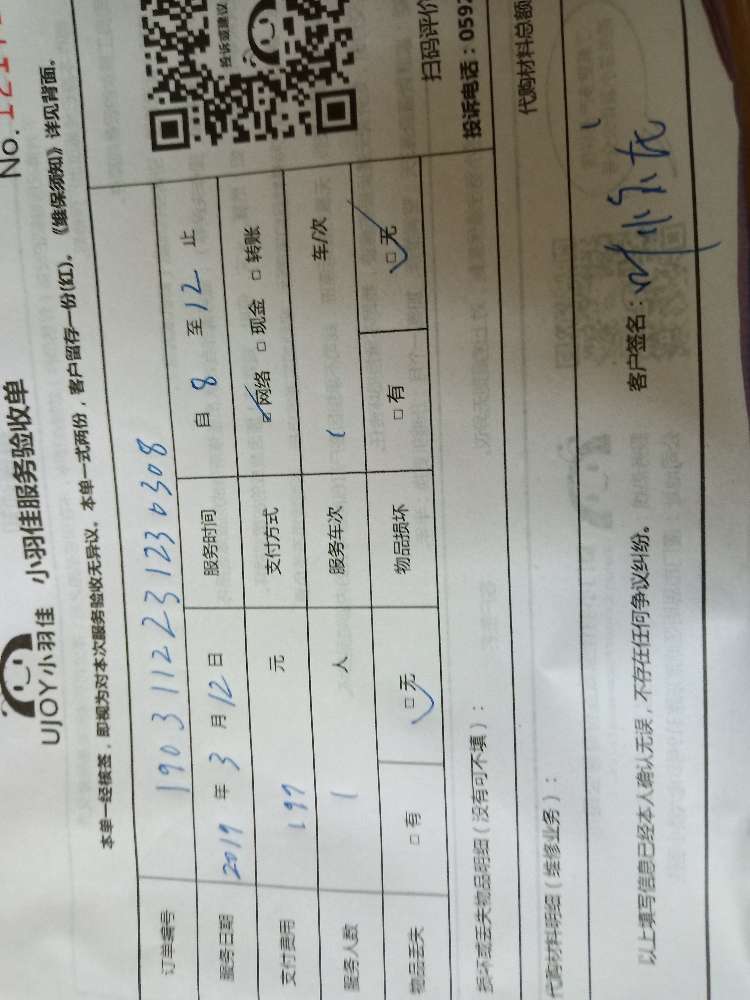 No.
UJOY小羽佳 小羽佳服务验收单
本单一经核签，即视为对本次服务验收无异议。本单一式两份，客户留存一份(红)。《维保须知》详见背面。
投诉或建议
订单编号 190311223123 0308
服务日期 2019 年 3 月 12 日 服务时间 自 8 至 12 止
支付费用 197 元 支付方式 ☑网络 □现金 □转账
服务人数 1 人 服务车次 1 车/次
物品丢失 □有 ☑无 物品损坏 □有 ☑无
扫码评价
损坏或丢失物品明细（没有可不填）：
投诉电话：0592
代购材料明细（维修业务）：
代购材料总额
以上填写信息已经本人确认无误，不存在任何争议纠纷。 客户签名：